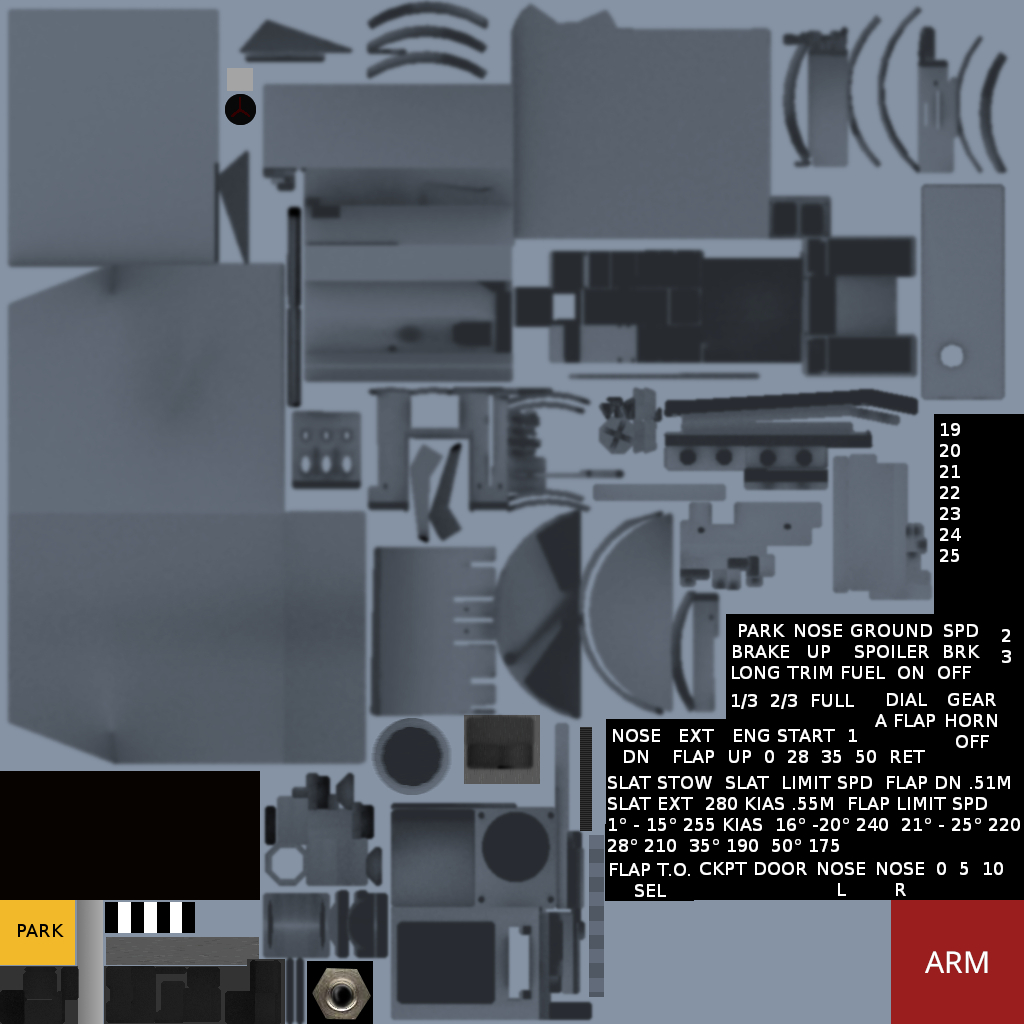 19
20
21
22
23
24
25
PARK NOSE GROUND SPD 2
BRAKE UP SPOILER BRK 3
LONG TRIM FUEL ON OFF
1/3 2/3 FULL DIAL GEAR
A FLAP HORN
NOSE EXT ENG START 1 OFF
DN FLAP UP 0 28 35 50 RET
SLAT STOW SLAT LIMIT SPD FLAP DN .51M
SLAT EXT 280 KIAS .55M FLAP LIMIT SPD
1° - 15° 255 KIAS 16° -20° 240 21° - 25° 220
28° 210 35° 190 50° 175
FLAP T.O. CKPT DOOR NOSE NOSE 0 5 10
SEL L R
PARK
ARM